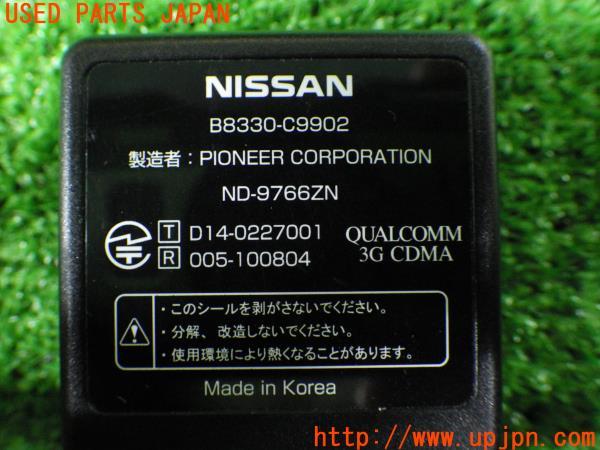 USED PARTS JAPAN
NISSAN
B8330-C9902
製造者：PIONEER CORPORATION
ND-9766ZN
T D14-0227001
R 005-100804
QUALCOMM
3G CDMA
・このシールを剥がさないでください。
・分解、改造しないでください。
・使用環境により熱くなることがあります。
Made in Korea
http://www.upjpn.com